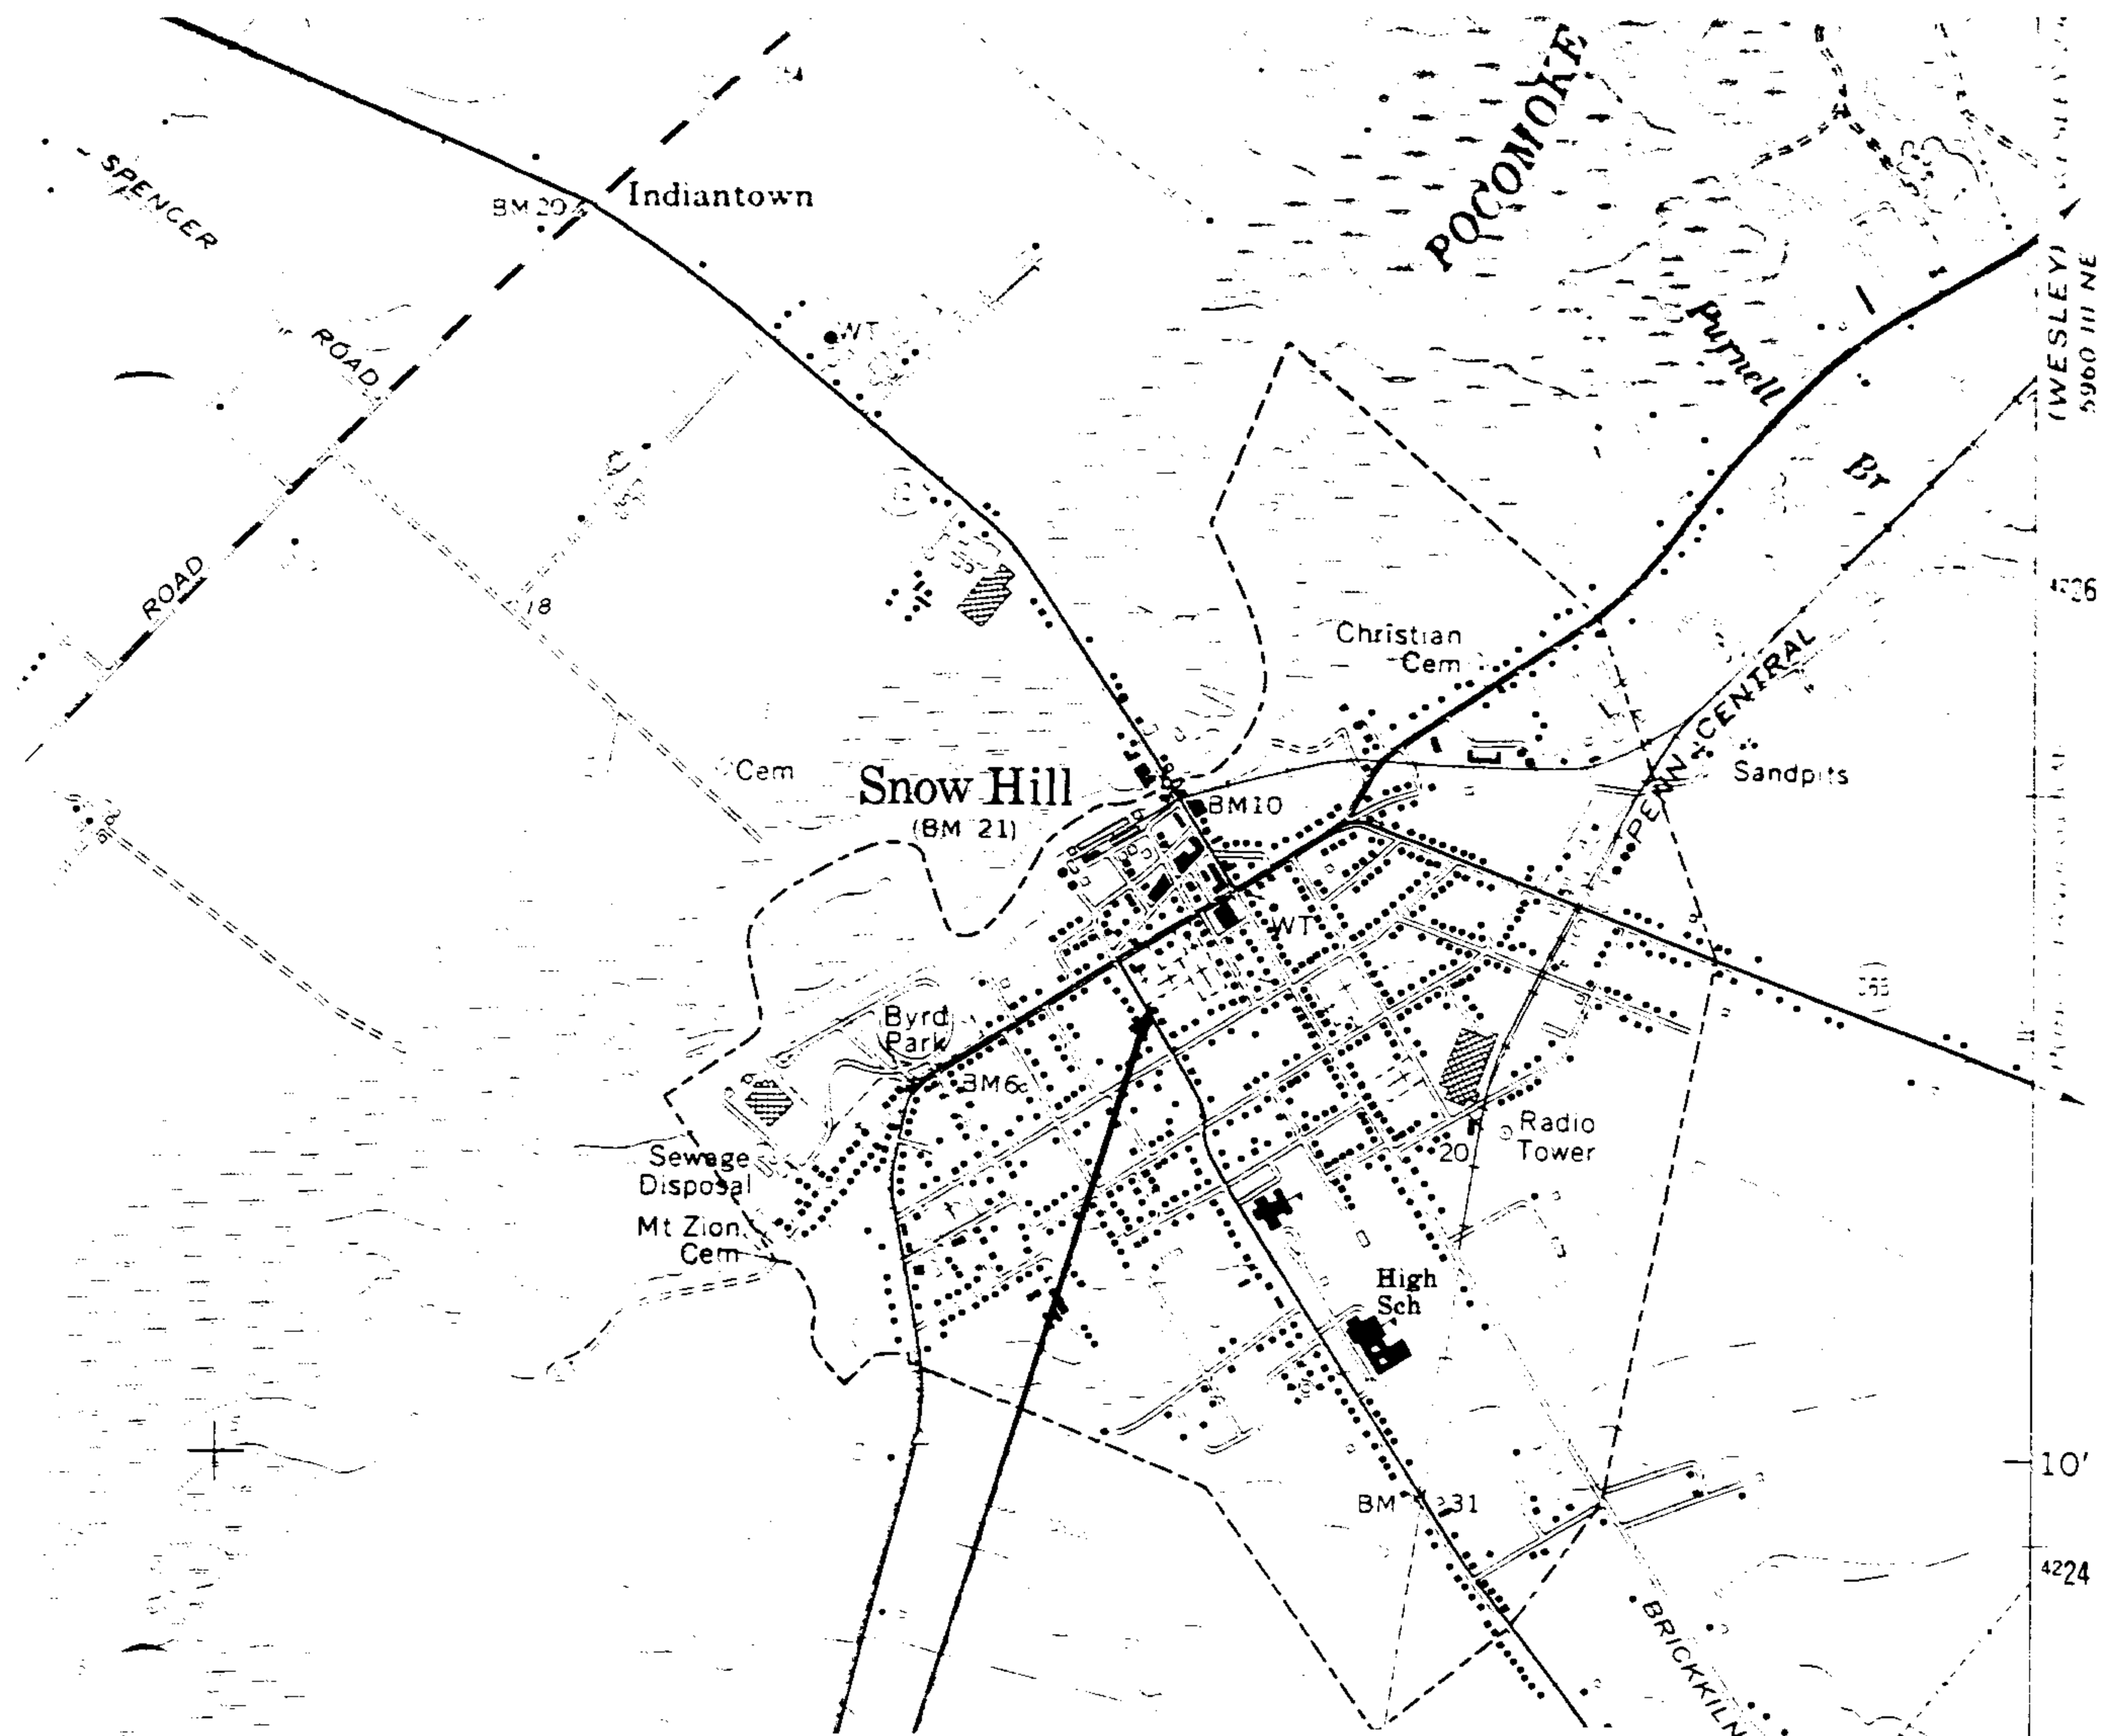 POCOMOKE
SPENCER
BM 20
Indiantown
(WESLEY)
5960 III NE
ROAD
WT
Purnell
Br
ROAD
18
4226
Christian
Cem
PENN CENTRAL
Cem
Snow Hill
(BM 21)
BM10
Sandpits
WT
Byrd
Park
BM6
Radio
Tower
20
Sewage
Disposal
Mt Zion
Cem
High
Sch
10'
BM
31
4224
BRICKKILN